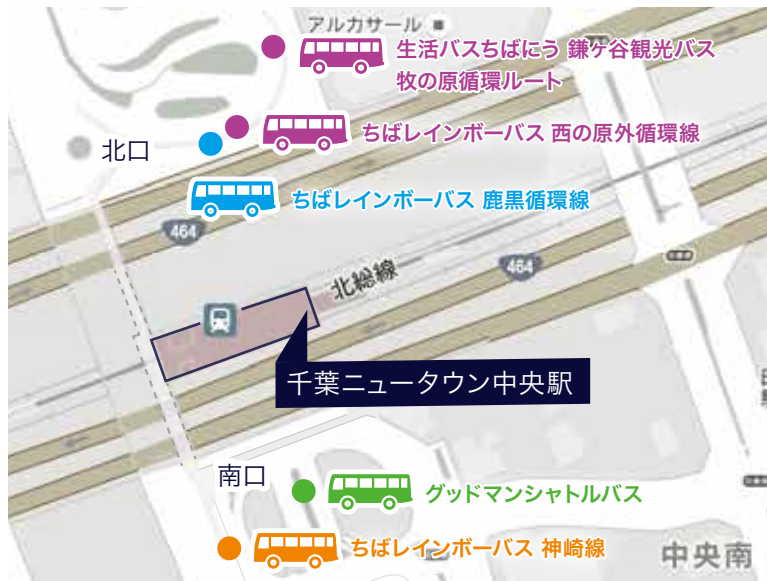 アルカサール
生活バスちばにう 鎌ヶ谷観光バス
牧の原循環ルート
ちばレインボーバス 西の原外循環線
北口
ちばレインボーバス 鹿黒循環線
464
北総線
464
千葉ニュータウン中央駅
南口
グッドマンシャトルバス
ちばレインボーバス 神崎線
中央南